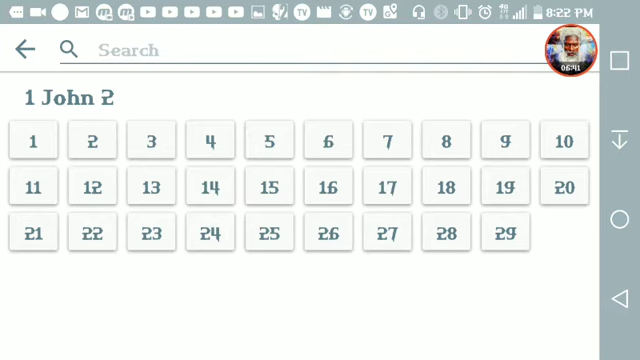 8:22 PM
Search
06:41
1 John 2
1 2 3 4 5 6 7 8 9 10
11 12 13 14 15 16 17 18 19 20
21 22 23 24 25 26 27 28 29